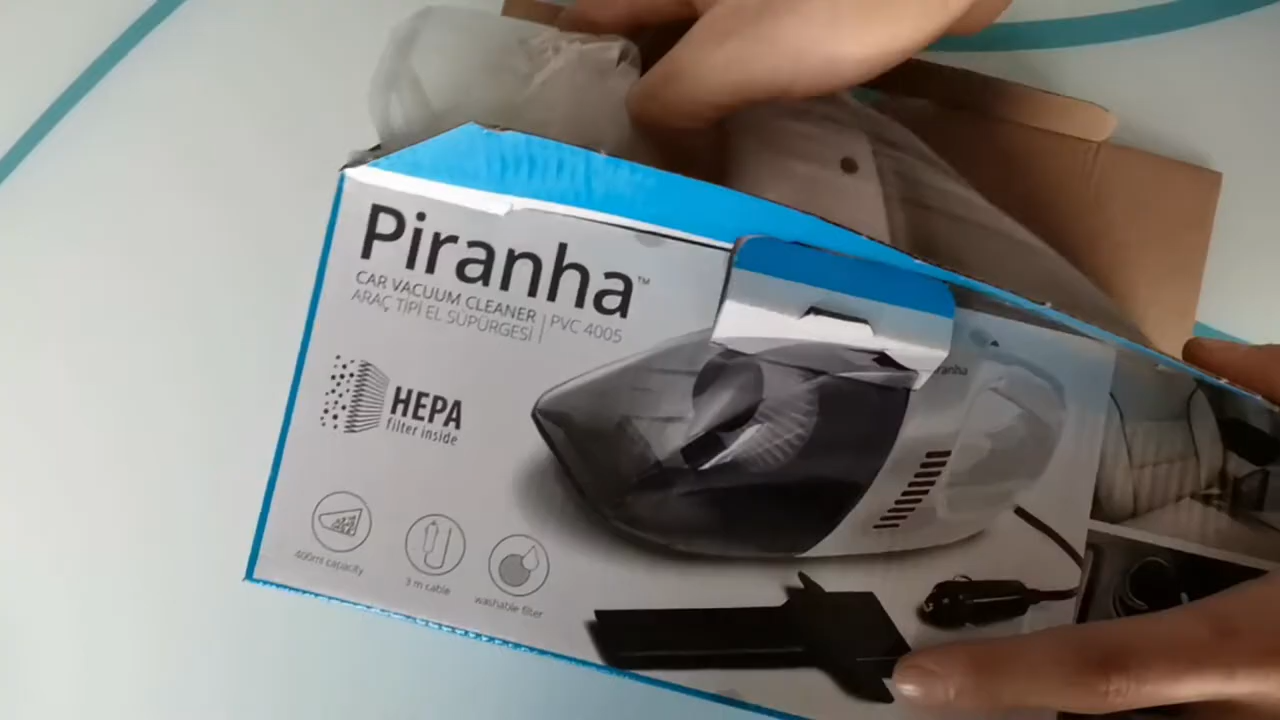 Piranha™
CAR VACUUM CLEANER
ARAÇ TİPİ EL SÜPÜRGESİ | PVC 4005
HEPA
filter inside
400ml capacity
3 m cable
washable filter